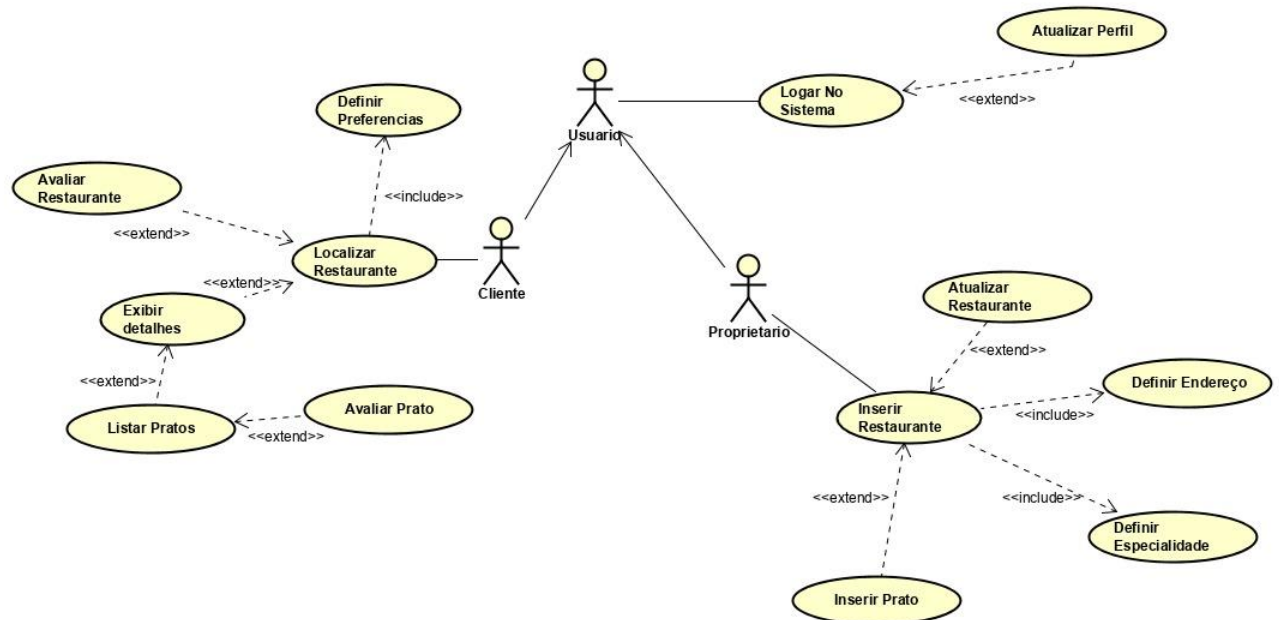 Atualizar Perfil
Logar No
Sistema
<<extend>>
Usuario
Definir
Preferencias
<<include>>
Avaliar
Restaurante
<<extend>>
Localizar
Restaurante
Cliente
<<extend>>
Exibir
detalhes
<<extend>>
Listar Pratos
<<extend>>
Avaliar Prato
Proprietario
Atualizar
Restaurante
<<extend>>
Definir Endereço
<<include>>
Inserir
Restaurante
<<include>>
Definir
Especialidade
<<extend>>
Inserir Prato